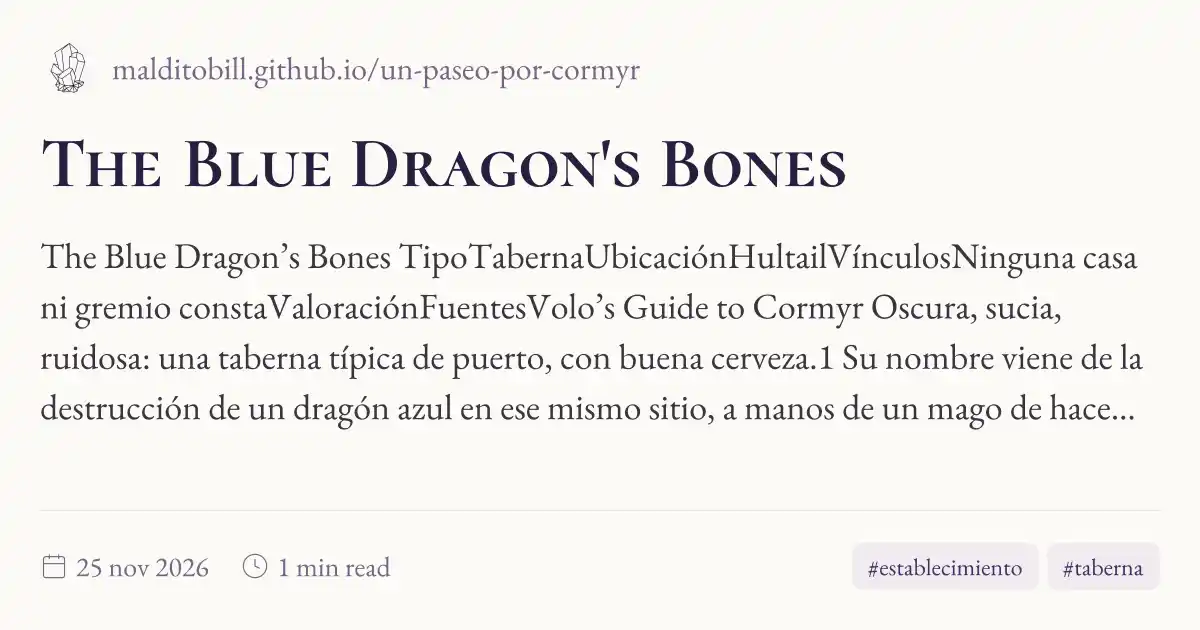 malditobill.github.io/un-paseo-por-cormyr
The Blue Dragon's Bones
The Blue Dragon’s Bones TipoTabernaUbicaciónHultailVínculosNinguna casa
ni gremio constaValoraciónFuentesVolo’s Guide to Cormyr Oscura, sucia,
ruidosa: una taberna típica de puerto, con buena cerveza.1 Su nombre viene de la
destrucción de un dragón azul en ese mismo sitio, a manos de un mago de hace...
25 nov 2026
1 min read
#establecimiento
#taberna